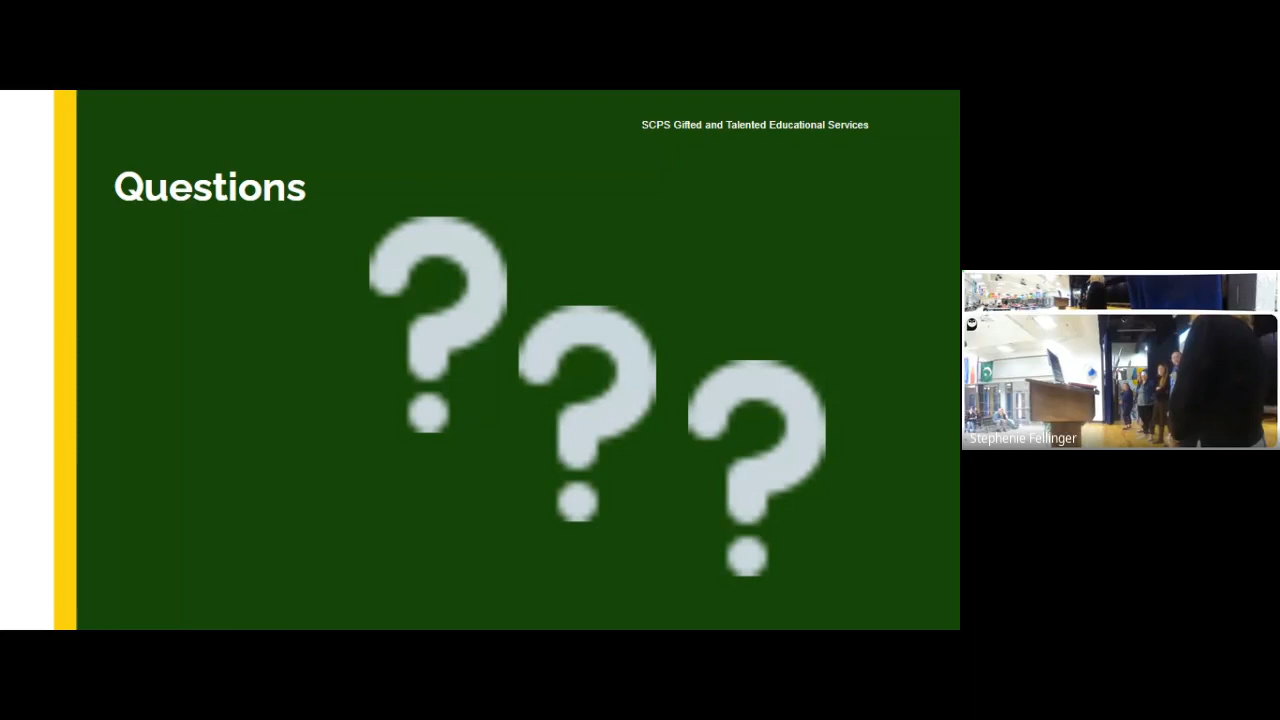 SCPS Gifted and Talented Educational Services
Questions
???
Stephenie Fellinger